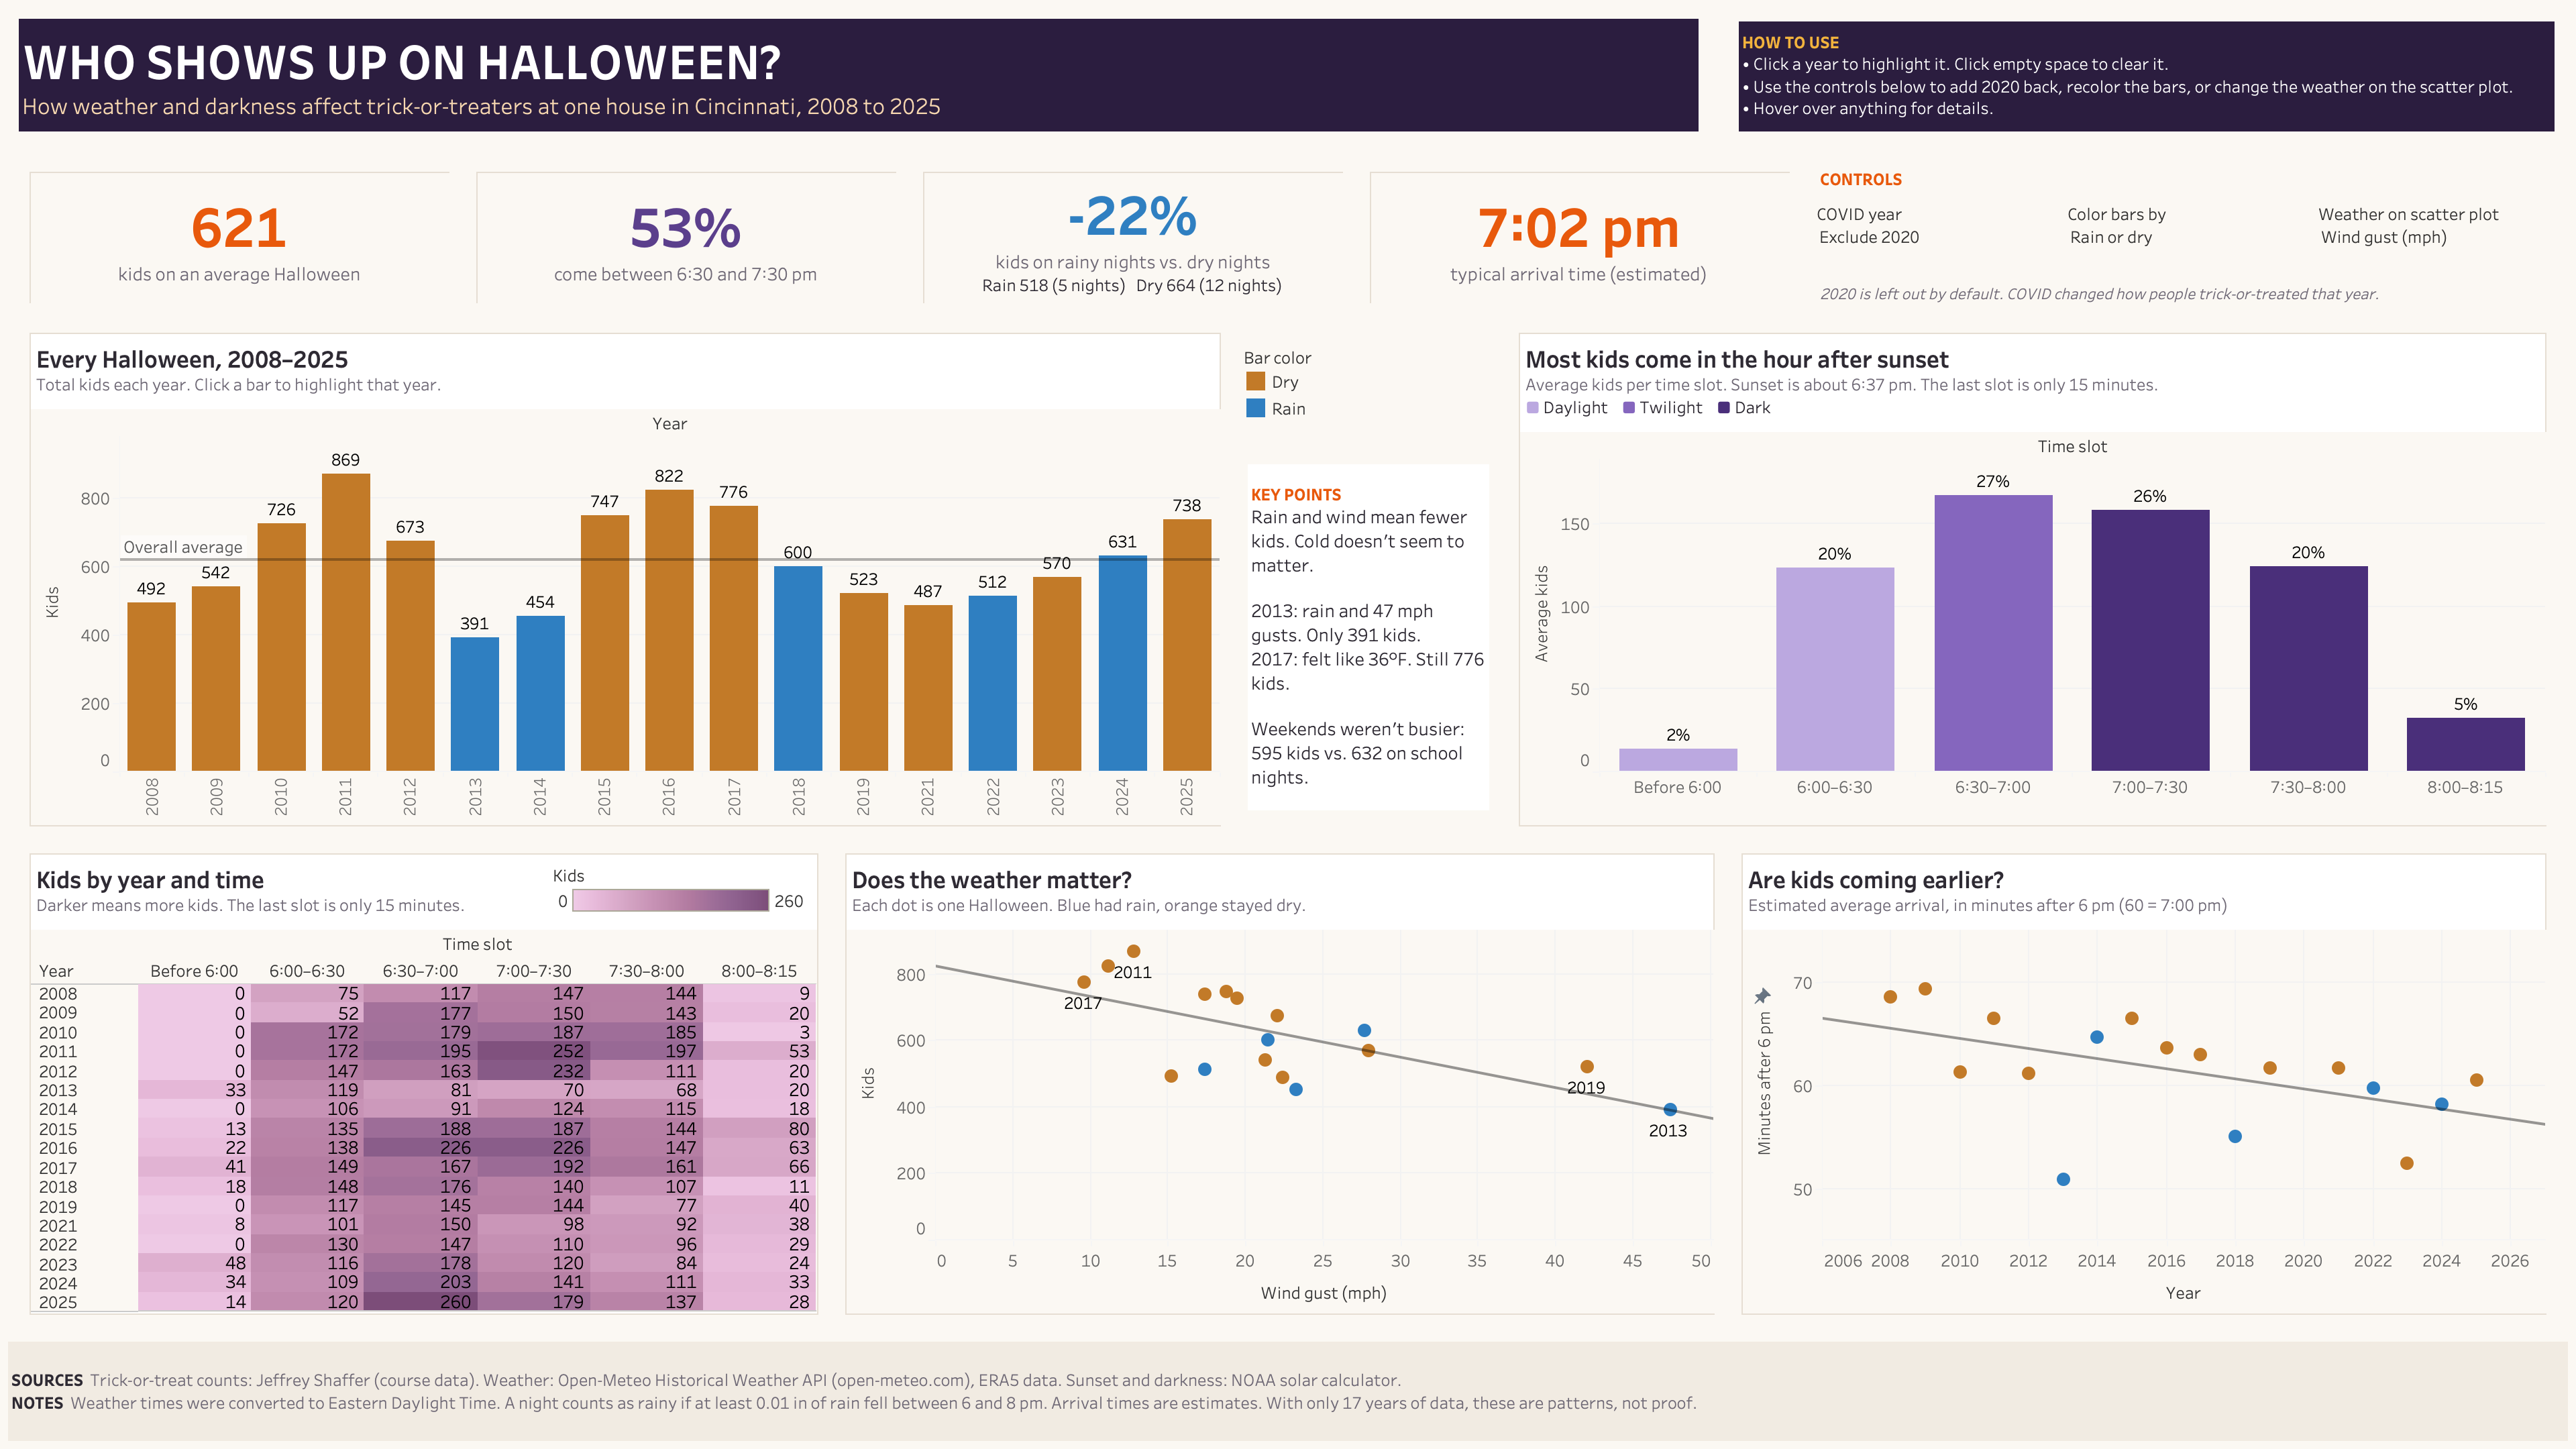 WHO SHOWS UP ON HALLOWEEN?
How weather and darkness affect trick-or-treaters at one house in Cincinnati, 2008 to 2025
HOW TO USE
• Click a year to highlight it. Click empty space to clear it.
• Use the controls below to add 2020 back, recolor the bars, or change the weather on the scatter plot.
• Hover over anything for details.
621
kids on an average Halloween
53%
come between 6:30 and 7:30 pm
-22%
kids on rainy nights vs. dry nights
Rain 518 (5 nights) Dry 664 (12 nights)
7:02 pm
typical arrival time (estimated)
CONTROLS
COVID year
Exclude 2020
Color bars by
Rain or dry
Weather on scatter plot
Wind gust (mph)
2020 is left out by default. COVID changed how people trick-or-treated that year.
Every Halloween, 2008–2025
Total kids each year. Click a bar to highlight that year.
Year
Kids
800
600
400
200
0
Overall average
492
542
726
869
673
391
454
747
822
776
600
523
487
512
570
631
738
2008
2009
2010
2011
2012
2013
2014
2015
2016
2017
2018
2019
2021
2022
2023
2024
2025
Bar color
Dry
Rain
KEY POINTS
Rain and wind mean fewer
kids. Cold doesn’t seem to
matter.
2013: rain and 47 mph
gusts. Only 391 kids.
2017: felt like 36°F. Still 776
kids.
Weekends weren’t busier:
595 kids vs. 632 on school
nights.
Most kids come in the hour after sunset
Average kids per time slot. Sunset is about 6:37 pm. The last slot is only 15 minutes.
Daylight Twilight Dark
Time slot
Average kids
150
100
50
0
2%
20%
27%
26%
20%
5%
Before 6:00 6:00–6:30 6:30–7:00 7:00–7:30 7:30–8:00 8:00–8:15
Kids by year and time
Darker means more kids. The last slot is only 15 minutes.
Kids
0 260
Time slot
Year Before 6:00 6:00–6:30 6:30–7:00 7:00–7:30 7:30–8:00 8:00–8:15
2008 0 75 117 147 144 9
2009 0 52 177 150 143 20
2010 0 172 179 187 185 3
2011 0 172 195 252 197 53
2012 0 147 163 232 111 20
2013 33 119 81 70 68 20
2014 0 106 91 124 115 18
2015 13 135 188 187 144 80
2016 22 138 226 226 147 63
2017 41 149 167 192 161 66
2018 18 148 176 140 107 11
2019 0 117 145 144 77 40
2021 8 101 150 98 92 38
2022 0 130 147 110 96 29
2023 48 116 178 120 84 24
2024 34 109 203 141 111 33
2025 14 120 260 179 137 28
Does the weather matter?
Each dot is one Halloween. Blue had rain, orange stayed dry.
Kids
800
600
400
200
0
2011
2017
2019
2013
0 5 10 15 20 25 30 35 40 45 50
Wind gust (mph)
Are kids coming earlier?
Estimated average arrival, in minutes after 6 pm (60 = 7:00 pm)
Minutes after 6 pm
70
60
50
2006 2008 2010 2012 2014 2016 2018 2020 2022 2024 2026
Year
SOURCES Trick-or-treat counts: Jeffrey Shaffer (course data). Weather: Open-Meteo Historical Weather API (open-meteo.com), ERA5 data. Sunset and darkness: NOAA solar calculator.
NOTES Weather times were converted to Eastern Daylight Time. A night counts as rainy if at least 0.01 in of rain fell between 6 and 8 pm. Arrival times are estimates. With only 17 years of data, these are patterns, not proof.